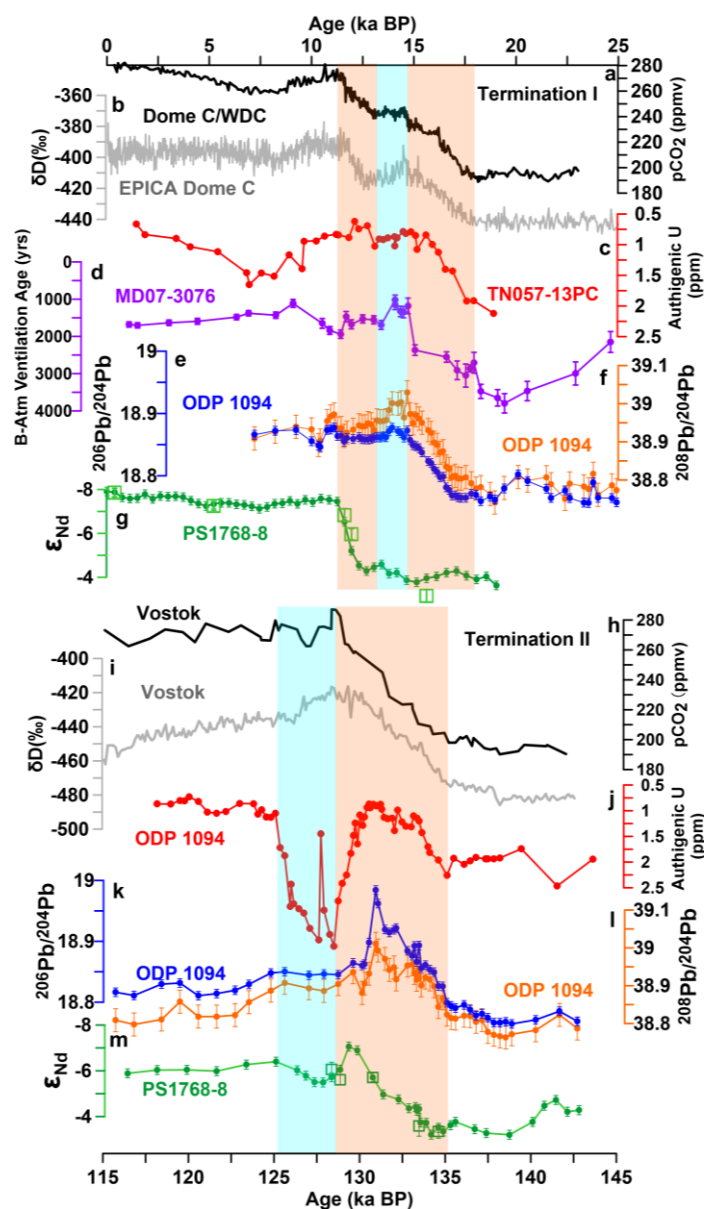 Age (ka BP)
0 5 10 15 20 25
a
280
260
240
220
200
180
pCO2 (ppmv)
Termination I
Dome C/WDC
b
-360
-380
-400
-420
-440
δD(‰)
EPICA Dome C
c
0.5
1
1.5
2
2.5
Authigenic U
(ppm)
TN057-13PC
d
0
1000
2000
3000
4000
B-Atm Ventilation Age (yrs)
MD07-3076
e
19
18.9
18.8
206Pb/204Pb
ODP 1094
f
39.1
39
38.9
38.8
208Pb/204Pb
ODP 1094
g
-8
-6
-4
εNd
PS1768-8
Vostok
h
280
260
240
220
200
180
pCO2 (ppmv)
Termination II
i
-400
-420
-440
-460
-480
-500
δD(‰)
Vostok
j
0.5
1
1.5
2
2.5
Authigenic U
(ppm)
ODP 1094
k
19
18.9
18.8
206Pb/204Pb
ODP 1094
l
39.1
39
38.9
38.8
208Pb/204Pb
ODP 1094
m
-8
-6
-4
εNd
PS1768-8
115 120 125 130 135 140 145
Age (ka BP)